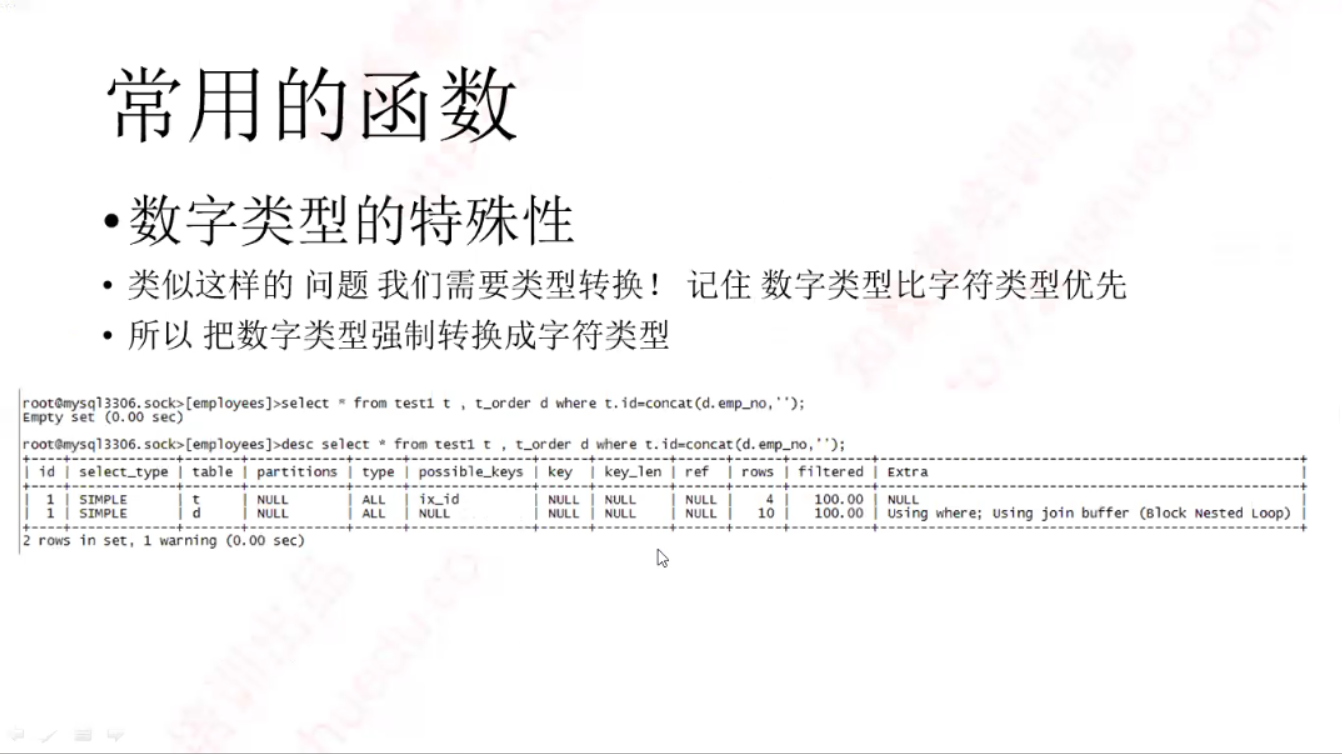 常用的函数
•数字类型的特殊性
• 类似这样的 问题 我们需要类型转换！ 记住 数字类型比字符类型优先
• 所以 把数字类型强制转换成字符类型
root@mysql3306.sock>[employees]>select * from test1 t , t_order d where t.id=concat(d.emp_no,'');
Empty set (0.00 sec)
root@mysql3306.sock>[employees]>desc select * from test1 t , t_order d where t.id=concat(d.emp_no,'');
| id | select_type | table | partitions | type | possible_keys | key | key_len | ref | rows | filtered | Extra |
| 1 | SIMPLE | t | NULL | ALL | ix_id | NULL | NULL | NULL | 4 | 100.00 | NULL |
| 1 | SIMPLE | d | NULL | ALL | NULL | NULL | NULL | NULL | 10 | 100.00 | Using where; Using join buffer (Block Nested Loop) |
2 rows in set, 1 warning (0.00 sec)